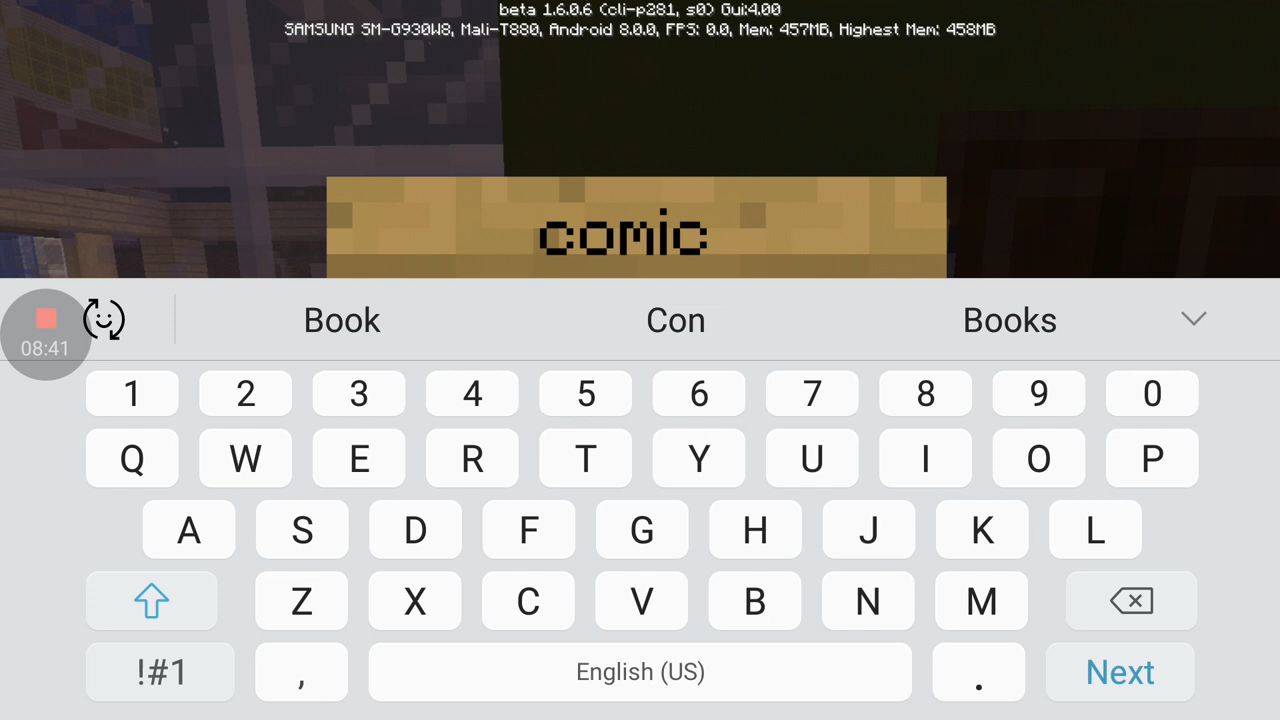 beta 1.6.0.6 (cli-p281, s0) Gui:4.00
SAMSUNG SM-G930W8, Mali-T880, Android 8.0.0, FPS: 0.0, Mem: 457MB, Highest Mem: 458MB
comic
08:41
Book Con Books
1 2 3 4 5 6 7 8 9 0
Q W E R T Y U I O P
A S D F G H J K L
Z X C V B N M
!#1 , English (US) . Next